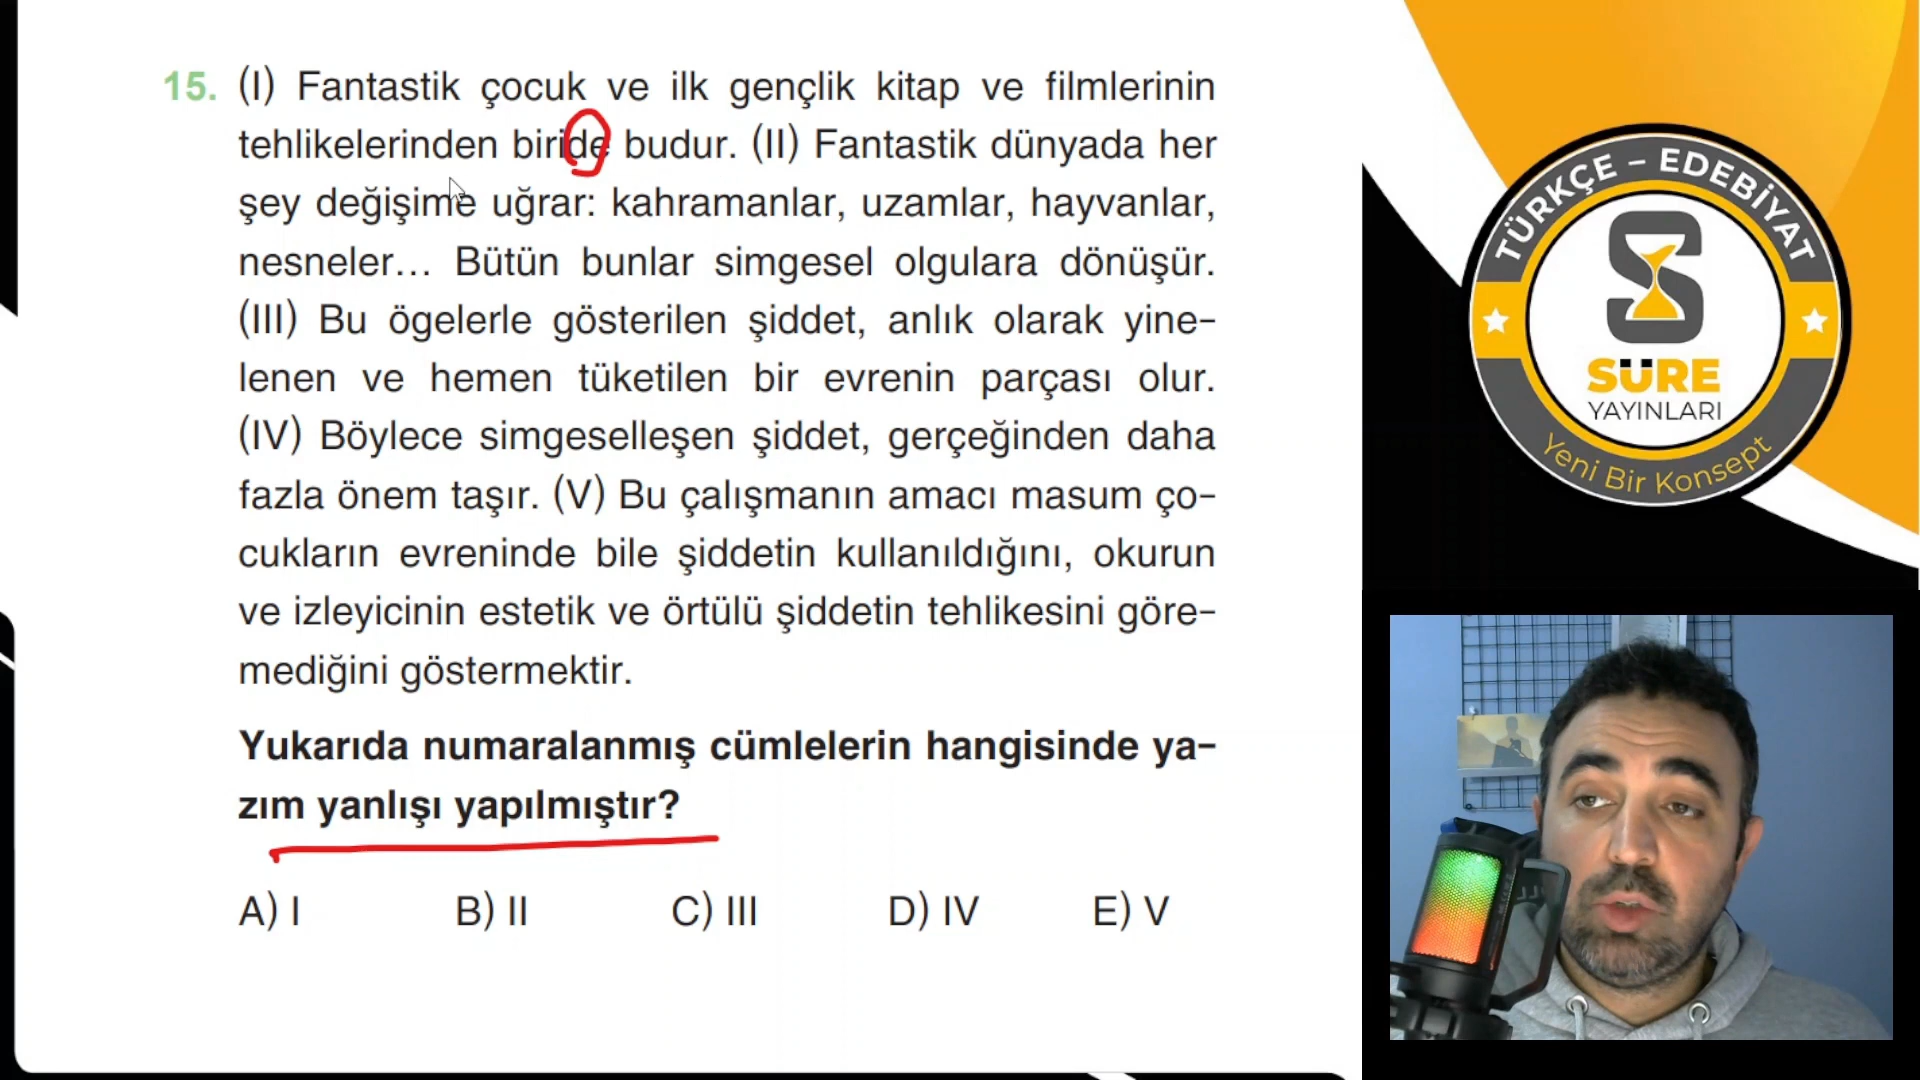 15. (I) Fantastik çocuk ve ilk gençlik kitap ve filmlerinin
tehlikelerinden biride budur. (II) Fantastik dünyada her
şey değişime uğrar: kahramanlar, uzamlar, hayvanlar,
nesneler… Bütün bunlar simgesel olgulara dönüşür.
(III) Bu ögelerle gösterilen şiddet, anlık olarak yine-
lenen ve hemen tüketilen bir evrenin parçası olur.
(IV) Böylece simgeselleşen şiddet, gerçeğinden daha
fazla önem taşır. (V) Bu çalışmanın amacı masum ço-
cukların evreninde bile şiddetin kullanıldığını, okurun
ve izleyicinin estetik ve örtülü şiddetin tehlikesini göre-
mediğini göstermektir.
Yukarıda numaralanmış cümlelerin hangisinde ya-
zım yanlışı yapılmıştır?
A) I B) II C) III D) IV E) V
TÜRKÇE – EDEBİYAT
SÜRE
YAYINLARI
Yeni Bir Konsept